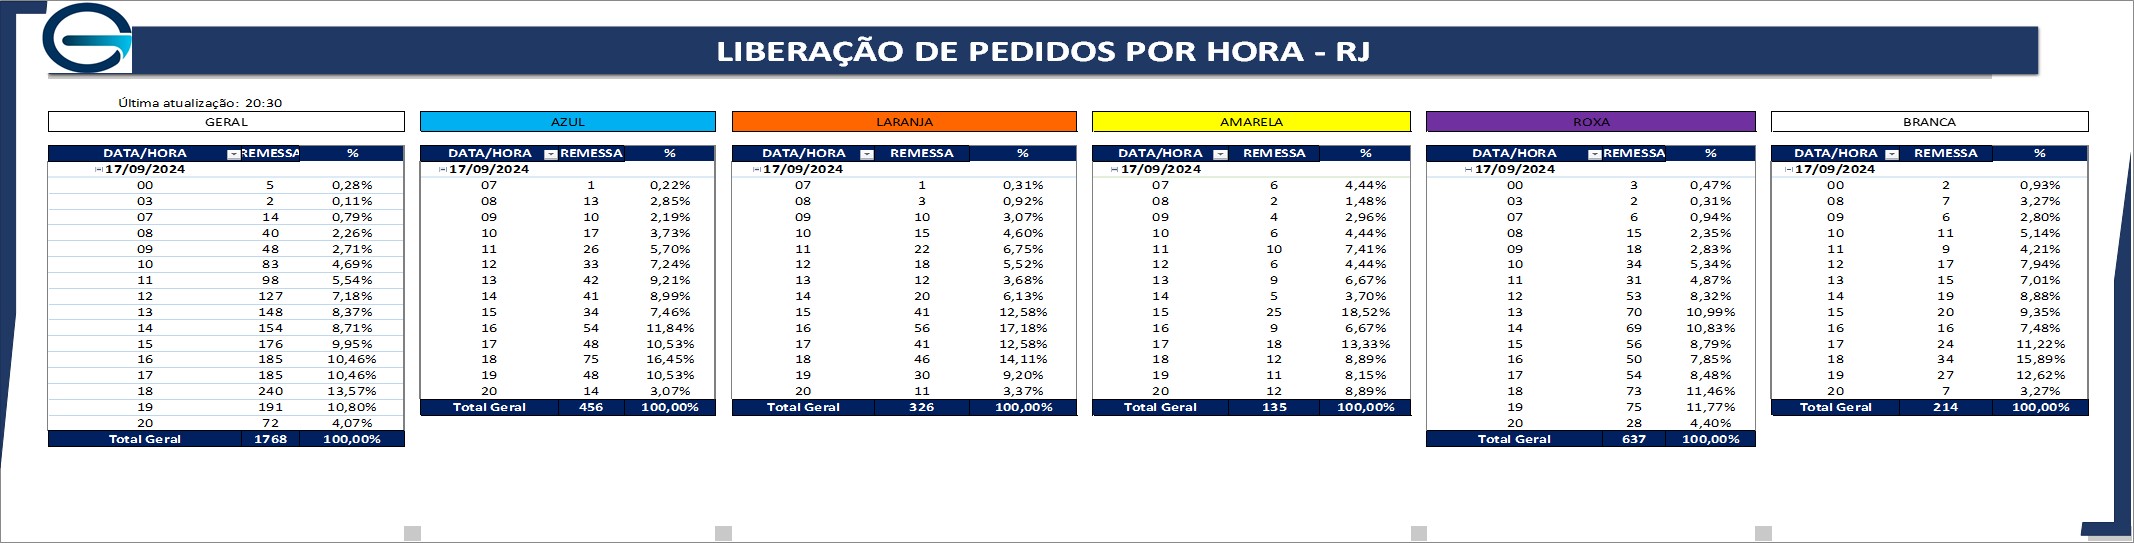 LIBERAÇÃO DE PEDIDOS POR HORA - RJ
Última atualização: 20:30
GERAL AZUL LARANJA AMARELA ROXA BRANCA
DATA/HORA REMESSA % DATA/HORA REMESSA % DATA/HORA REMESSA % DATA/HORA REMESSA % DATA/HORA REMESSA % DATA/HORA REMESSA %
17/09/2024 17/09/2024 17/09/2024 17/09/2024 17/09/2024 17/09/2024
00 5 0,28% 07 1 0,22% 07 1 0,31% 07 6 4,44% 00 3 0,47% 00 2 0,93%
03 2 0,11% 08 13 2,85% 08 3 0,92% 08 2 1,48% 03 2 0,31% 08 7 3,27%
07 14 0,79% 09 10 2,19% 09 10 3,07% 09 4 2,96% 07 6 0,94% 09 6 2,80%
08 40 2,26% 10 17 3,73% 10 15 4,60% 10 6 4,44% 08 15 2,35% 10 11 5,14%
09 48 2,71% 11 26 5,70% 11 22 6,75% 11 10 7,41% 09 18 2,83% 11 9 4,21%
10 83 4,69% 12 33 7,24% 12 18 5,52% 12 6 4,44% 10 34 5,34% 12 17 7,94%
11 98 5,54% 13 42 9,21% 13 12 3,68% 13 9 6,67% 11 31 4,87% 13 15 7,01%
12 127 7,18% 14 41 8,99% 14 20 6,13% 14 5 3,70% 12 53 8,32% 14 19 8,88%
13 148 8,37% 15 34 7,46% 15 41 12,58% 15 25 18,52% 13 70 10,99% 15 20 9,35%
14 154 8,71% 16 54 11,84% 16 56 17,18% 16 9 6,67% 14 69 10,83% 16 16 7,48%
15 176 9,95% 17 48 10,53% 17 41 12,58% 17 18 13,33% 15 56 8,79% 17 24 11,22%
16 185 10,46% 18 75 16,45% 18 46 14,11% 18 12 8,89% 16 50 7,85% 18 34 15,89%
17 185 10,46% 19 48 10,53% 19 30 9,20% 19 11 8,15% 17 54 8,48% 19 27 12,62%
18 240 13,57% 20 14 3,07% 20 11 3,37% 20 12 8,89% 18 73 11,46% 20 7 3,27%
19 191 10,80% Total Geral 456 100,00% Total Geral 326 100,00% Total Geral 135 100,00% 19 75 11,77% Total Geral 214 100,00%
20 72 4,07% 20 28 4,40%
Total Geral 1768 100,00% Total Geral 637 100,00%